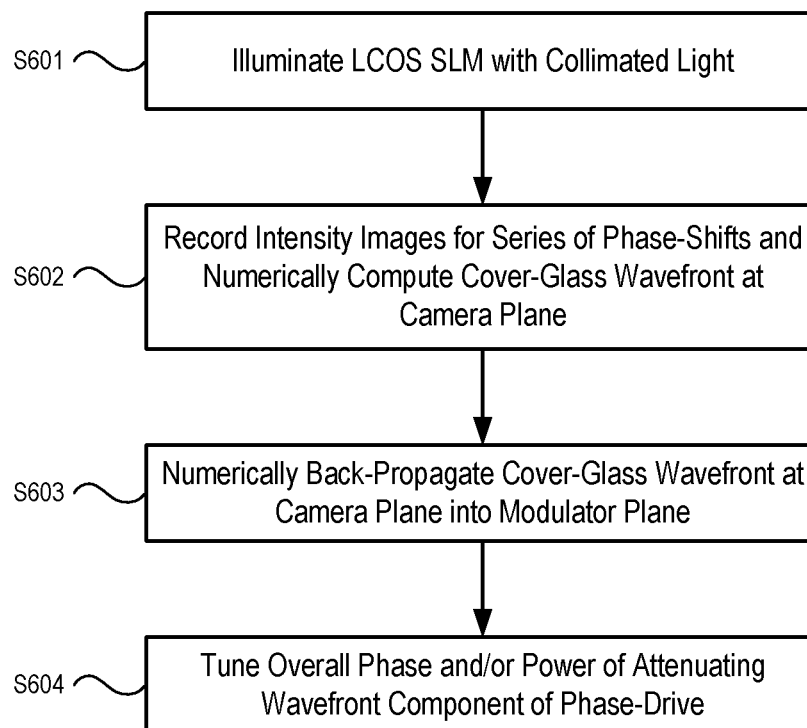 S601
Illuminate LCOS SLM with Collimated Light
S602
Record Intensity Images for Series of Phase-Shifts and
Numerically Compute Cover-Glass Wavefront at
Camera Plane
S603
Numerically Back-Propagate Cover-Glass Wavefront at
Camera Plane into Modulator Plane
S604
Tune Overall Phase and/or Power of Attenuating
Wavefront Component of Phase-Drive